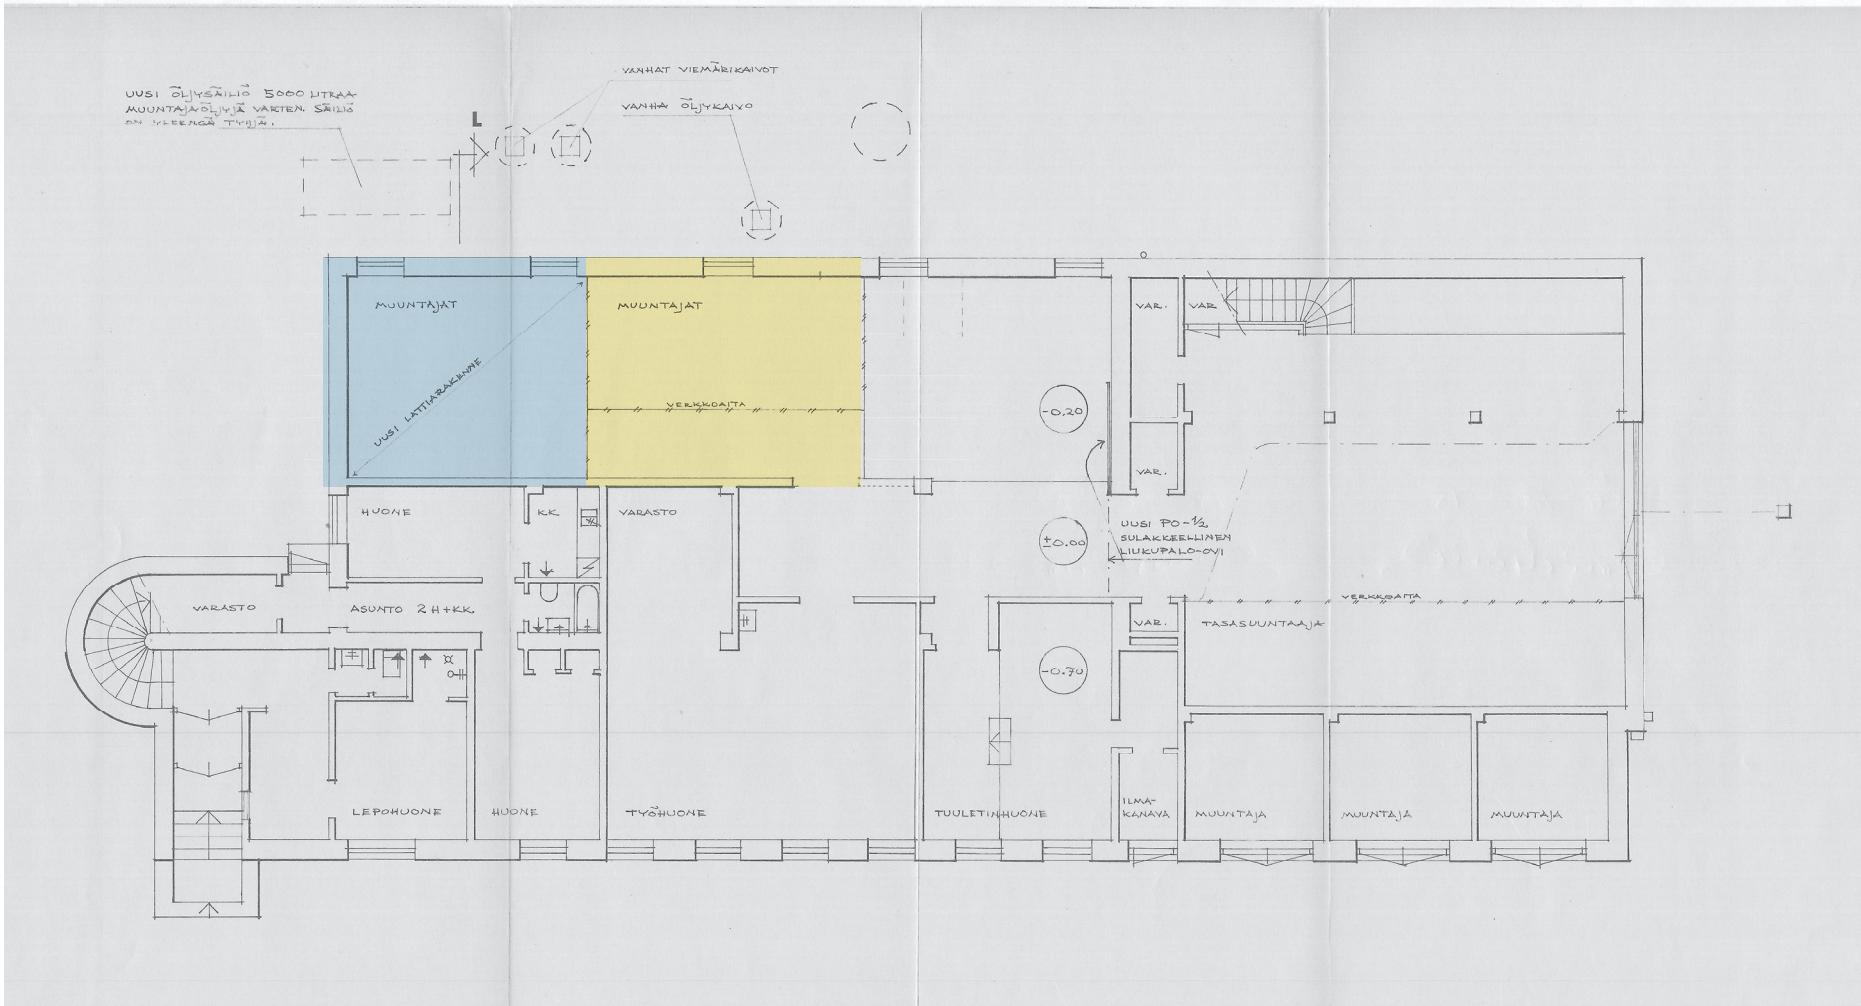 VANHAT VIEMÄRIKAIVOT
UUSI ÖLJYSÄILIÖ 5000 LITRAA
MUUNTAJAÖLJYJÄ VARTEN. SÄILIÖ
ON YLEENSÄ TYHJÄ.
VANHA ÖLJYKAIVO
L
MUUNTAJAT
MUUNTAJAT
VAR.
VAR
UUSI LATTIARAKENNE
VERKKOAITA
-0.20
VAR.
HUONE
KK.
VARASTO
UUSI PO-½
SULAKKEELLINEN
LIUKUPALO-OVI
±0.00
VARASTO
ASUNTO 2H+KK.
VERKKOAITA
VAR.
TASASUUNTAAJA
-0.70
LEPOHUONE
HUONE
TYÖHUONE
TUULETINHUONE
ILMA-
KANAVA
MUUNTAJA
MUUNTAJA
MUUNTAJA